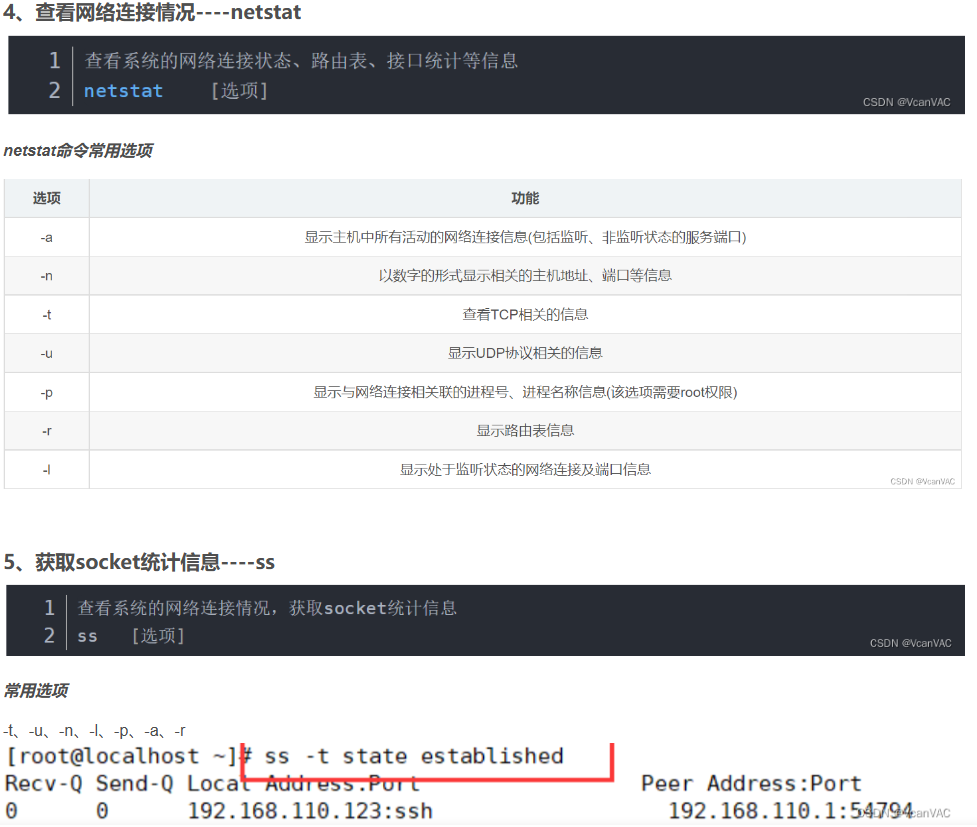 4、查看网络连接情况----netstat
1 查看系统的网络连接状态、路由表、接口统计等信息
2 netstat [选项]
CSDN @VcanVAC
netstat命令常用选项
选项 功能
-a 显示主机中所有活动的网络连接信息(包括监听、非监听状态的服务端口)
-n 以数字的形式显示相关的主机地址、端口等信息
-t 查看TCP相关的信息
-u 显示UDP协议相关的信息
-p 显示与网络连接相关联的进程号、进程名称信息(该选项需要root权限)
-r 显示路由表信息
-l 显示处于监听状态的网络连接及端口信息
CSDN @VcanVAC
5、获取socket统计信息----ss
1 查看系统的网络连接情况，获取socket统计信息
2 ss [选项]
CSDN @VcanVAC
常用选项
-t、-u、-n、-l、-p、-a、-r
[root@localhost ~]# ss -t state established
Recv-Q Send-Q Local Address:Port Peer Address:Port
0 0 192.168.110.123:ssh 192.168.110.1:54794
CSDN @VcanVAC